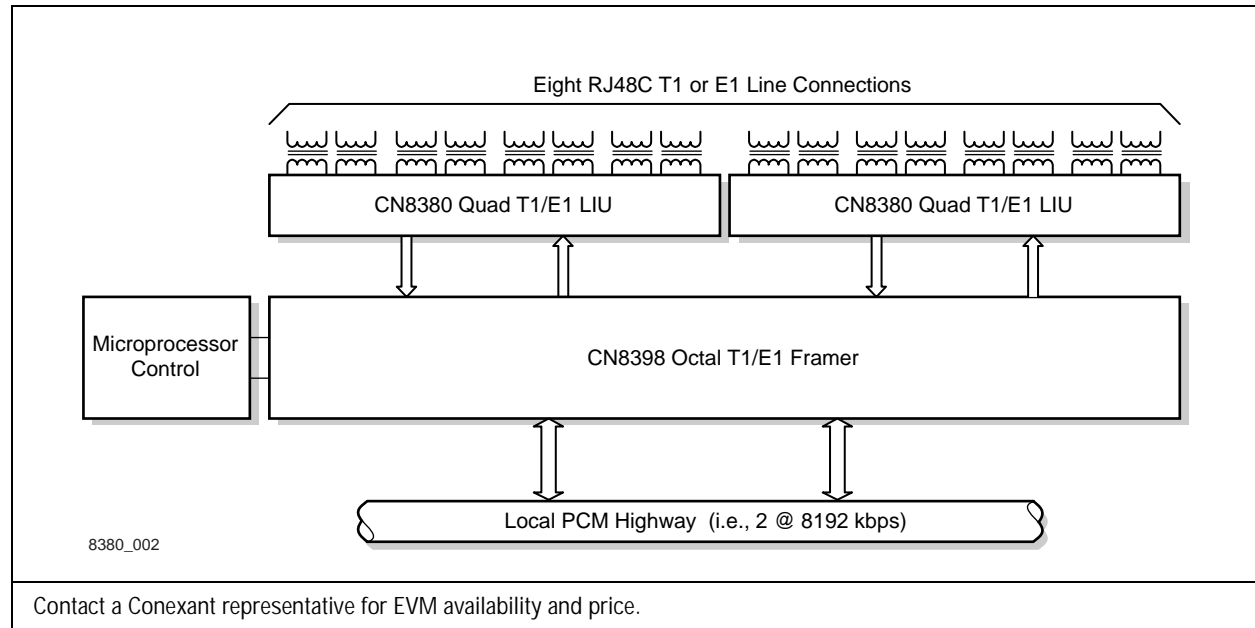 Eight RJ48C T1 or E1 Line Connections
CN8380 Quad T1/E1 LIU
CN8380 Quad T1/E1 LIU
Microprocessor
Control
CN8398 Octal T1/E1 Framer
Local PCM Highway (i.e., 2 @ 8192 kbps)
8380_002
Contact a Conexant representative for EVM availability and price.